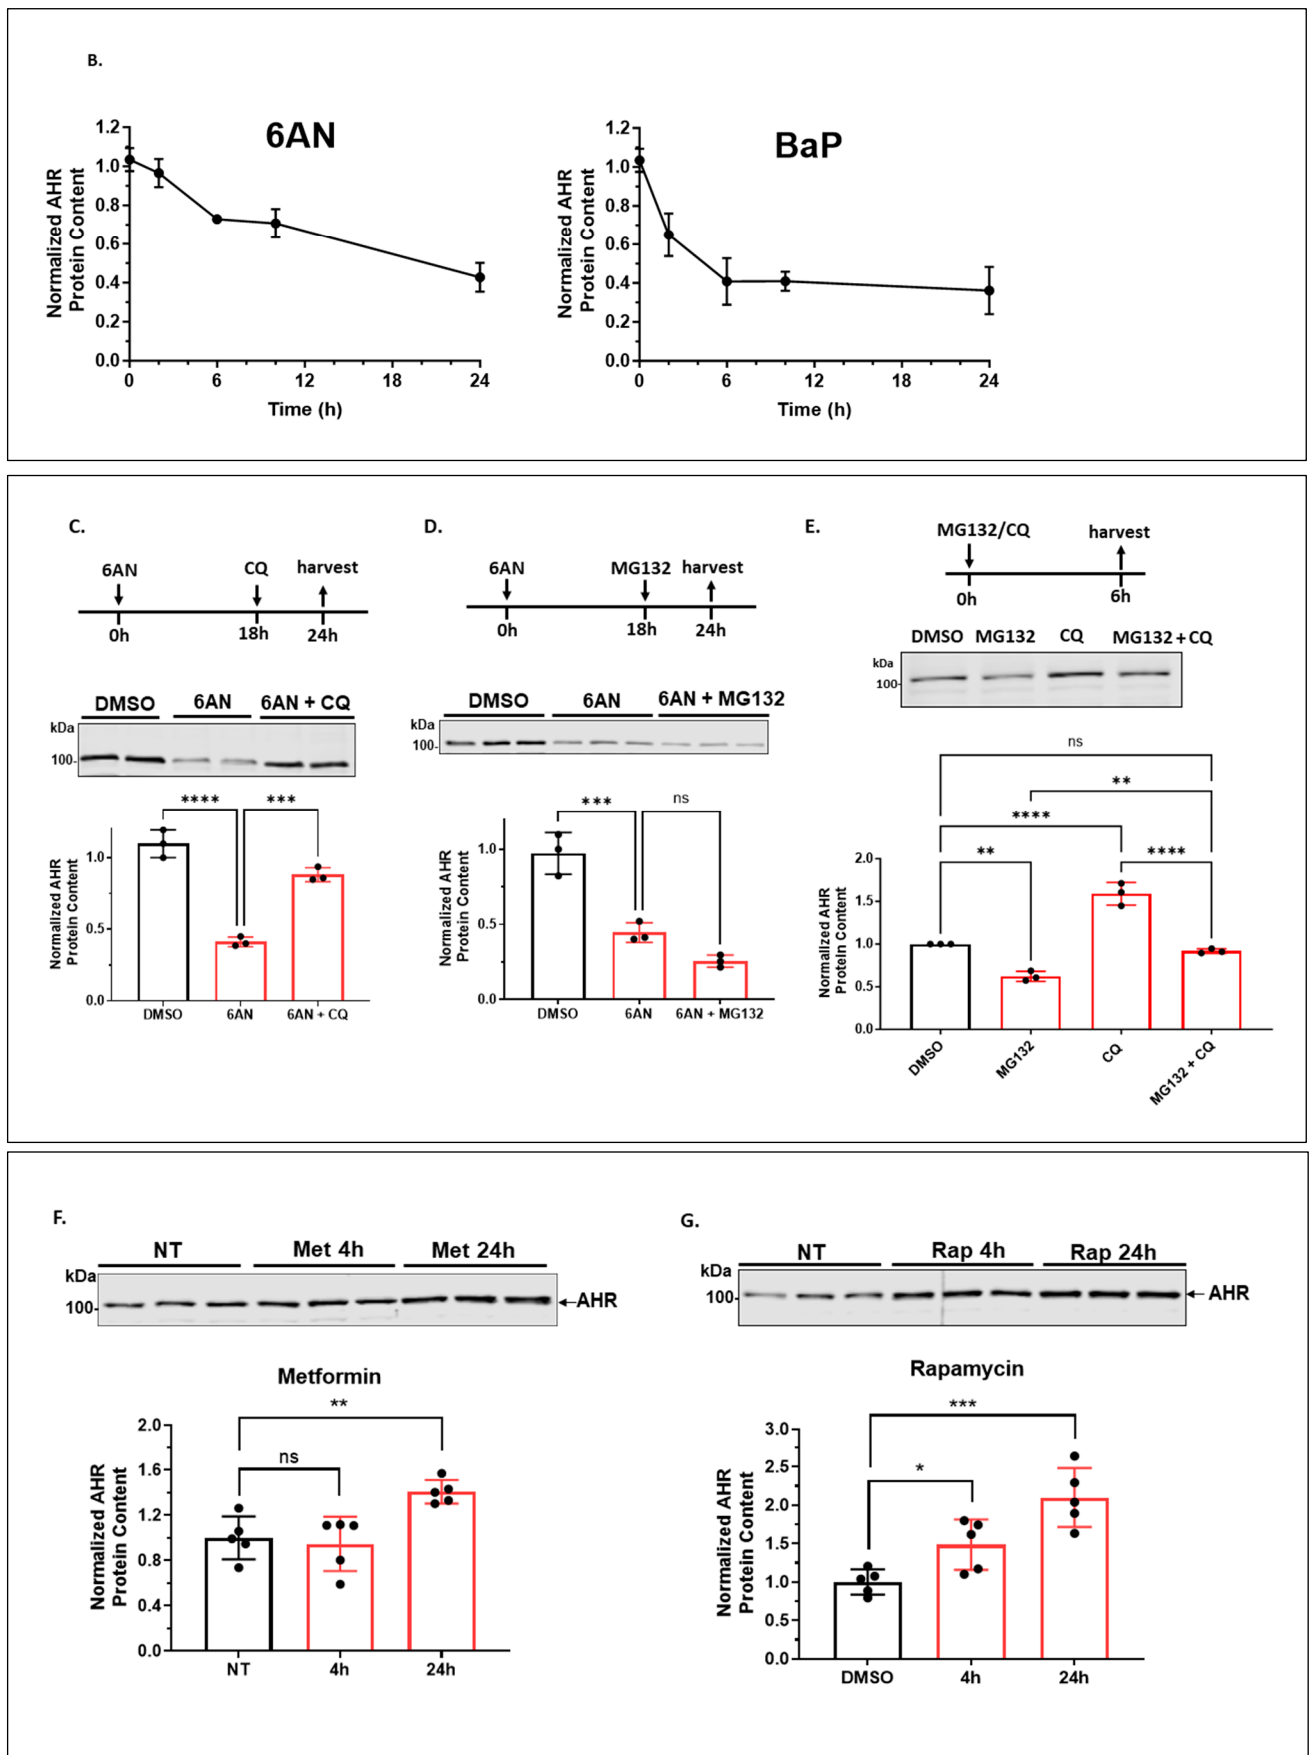 B.
6AN
BaP
Normalized AHR
Protein Content
1.2
1.0
0.8
0.6
0.4
0.2
0.0
0 6 12 18 24
Time (h)
Normalized AHR
Protein Content
1.2
1.0
0.8
0.6
0.4
0.2
0.0
0 6 12 18 24
Time (h)
C.
6AN CQ harvest
0h 18h 24h
DMSO 6AN 6AN + CQ
kDa
100-
**** ***
Normalized AHR
Protein Content
1.0
0.5
0.0
DMSO 6AN 6AN + CQ
D.
6AN MG132 harvest
0h 18h 24h
DMSO 6AN 6AN + MG132
kDa
100-
*** ns
Normalized AHR
Protein Content
1.0
0.5
0.0
DMSO 6AN 6AN + MG132
E.
MG132/CQ harvest
0h 6h
DMSO MG132 CQ MG132 + CQ
kDa
100-
ns
**
****
** ****
Normalized AHR
Protein Content
2.0
1.5
1.0
0.5
0.0
DMSO MG132 CQ MG132 + CQ
F.
NT Met 4h Met 24h
kDa
100-
←AHR
Metformin
**
ns
Normalized AHR
Protein Content
2.0
1.6
1.2
0.8
0.4
0.0
NT 4h 24h
G.
NT Rap 4h Rap 24h
kDa
100-
←AHR
Rapamycin
***
*
Normalized AHR
Protein Content
3.0
2.5
2.0
1.5
1.0
0.5
0.0
DMSO 4h 24h